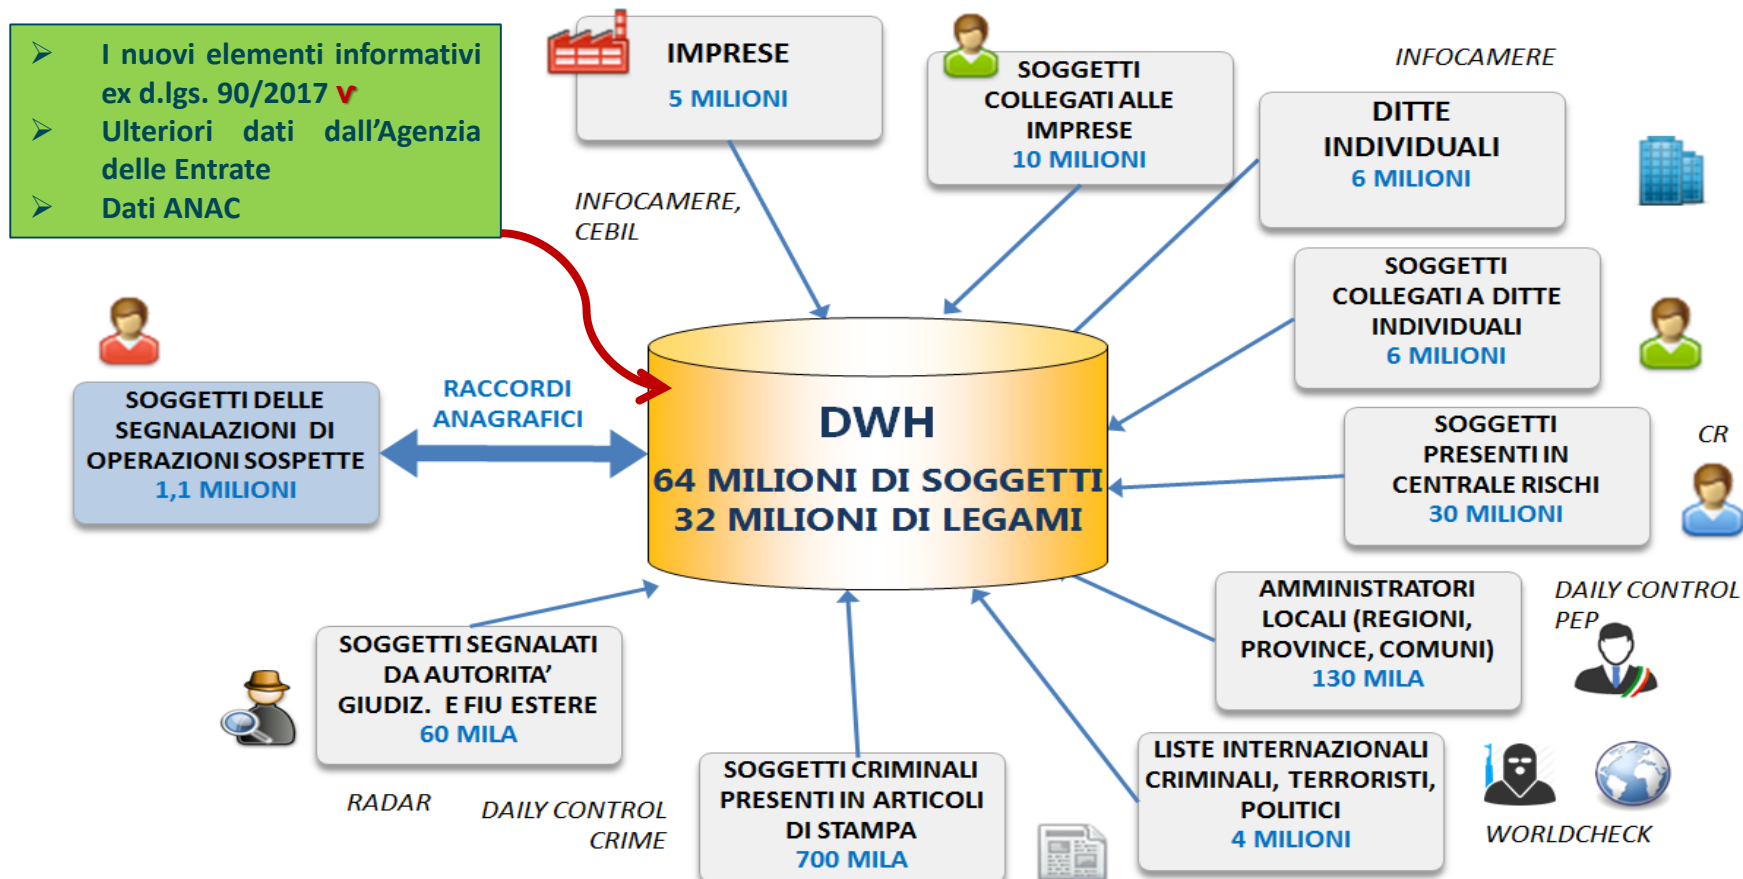 ➢ I nuovi elementi informativi
ex d.lgs. 90/2017 v
➢ Ulteriori dati dall'Agenzia
delle Entrate
➢ Dati ANAC
IMPRESE
5 MILIONI
INFOCAMERE,
CEBIL
SOGGETTI
COLLEGATI ALLE
IMPRESE
10 MILIONI
INFOCAMERE
DITTE
INDIVIDUALI
6 MILIONI
SOGGETTI
COLLEGATI A DITTE
INDIVIDUALI
6 MILIONI
SOGGETTI DELLE
SEGNALAZIONI DI
OPERAZIONI SOSPETTE
1,1 MILIONI
RACCORDI
ANAGRAFICI
DWH
64 MILIONI DI SOGGETTI
32 MILIONI DI LEGAMI
SOGGETTI
PRESENTI IN
CENTRALE RISCHI
30 MILIONI
CR
AMMINISTRATORI
LOCALI (REGIONI,
PROVINCE, COMUNI)
130 MILA
DAILY CONTROL
PEP
SOGGETTI SEGNALATI
DA AUTORITA'
GIUDIZ. E FIU ESTERE
60 MILA
RADAR
DAILY CONTROL
CRIME
SOGGETTI CRIMINALI
PRESENTI IN ARTICOLI
DI STAMPA
700 MILA
LISTE INTERNAZIONALI
CRIMINALI, TERRORISTI,
POLITICI
4 MILIONI
WORLDCHECK